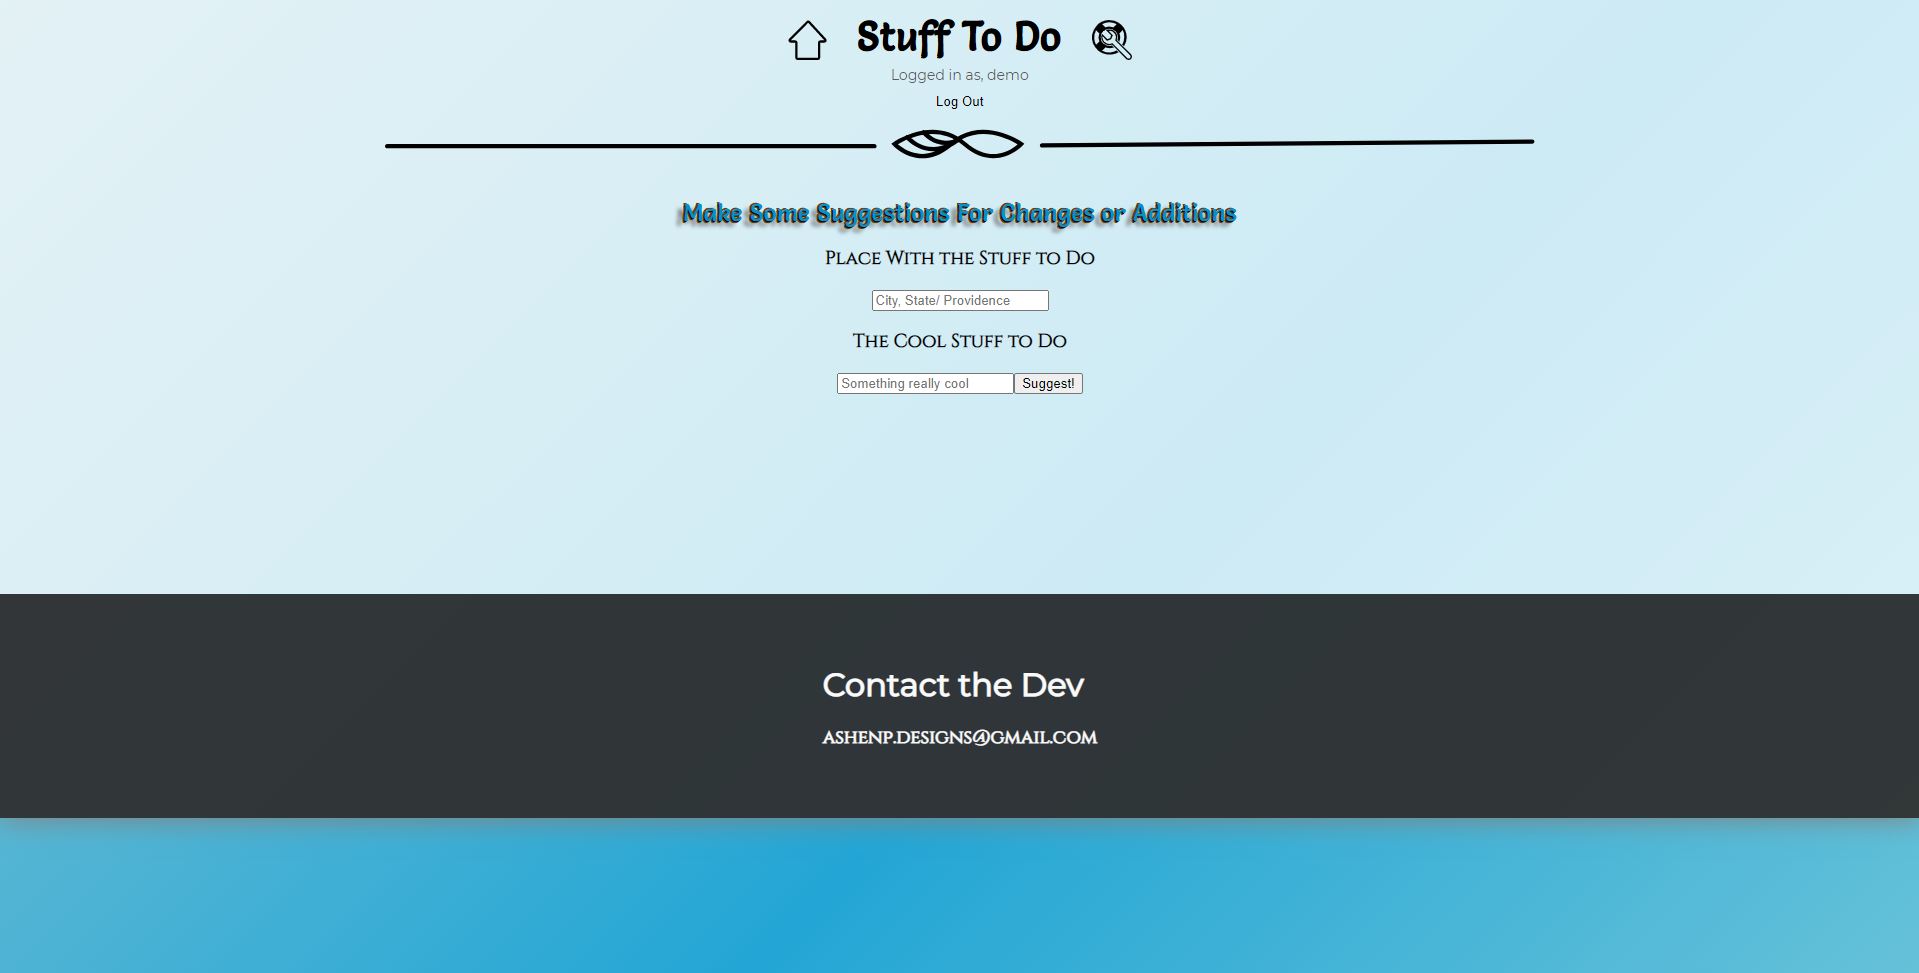 Stuff To Do
Logged in as, demo
Log Out
Make Some Suggestions For Changes or Additions
Place With the Stuff to Do
City, State/ Providence
The Cool Stuff to Do
Something really cool Suggest!
Contact the Dev
ashenp.designs@gmail.com